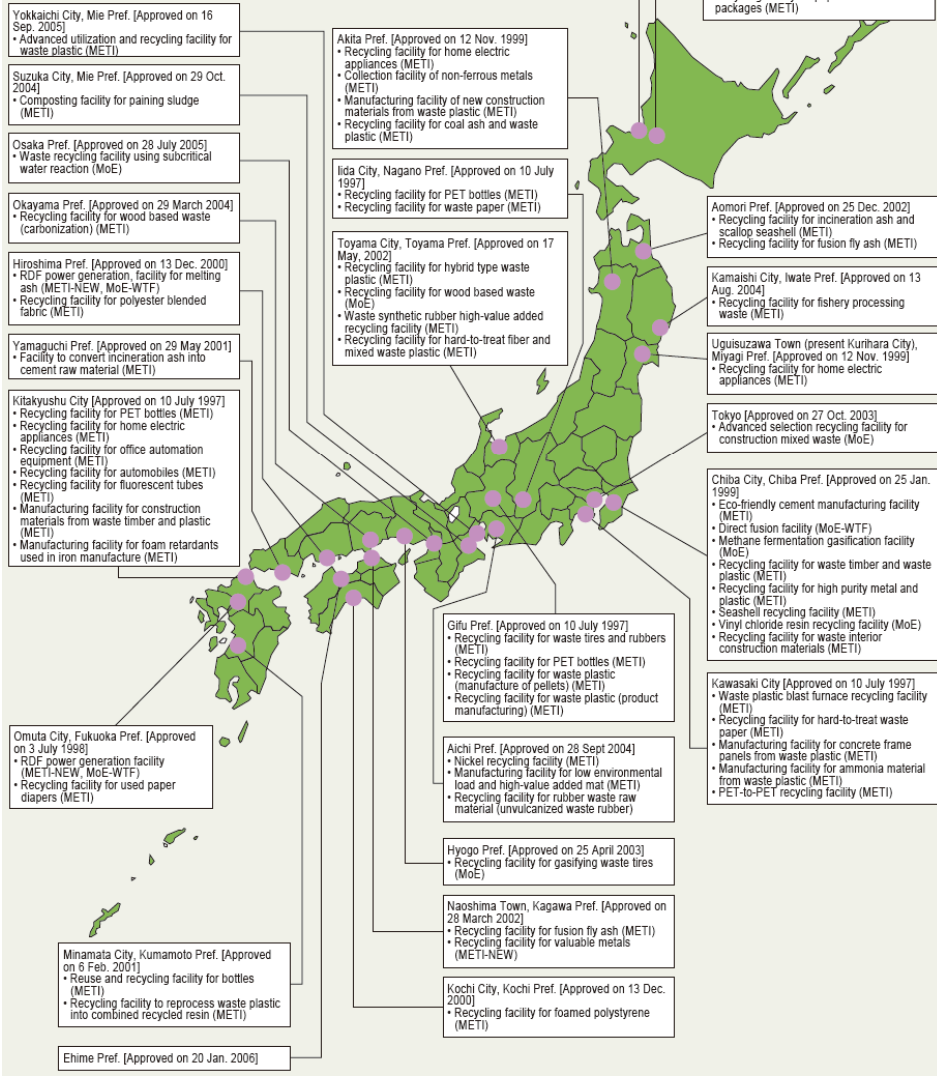 Yokkaichi City, Mie Pref. [Approved on 16
Sep. 2005]
• Advanced utilization and recycling facility for
waste plastic (METI)
Suzuka City, Mie Pref. [Approved on 29 Oct.
2004]
• Composting facility for paining sludge
(METI)
Osaka Pref. [Approved on 28 July 2005]
• Waste recycling facility using subcritical
water reaction (MoE)
Okayama Pref. [Approved on 29 March 2004]
• Recycling facility for wood based waste
(carbonization) (METI)
Hiroshima Pref. [Approved on 13 Dec. 2000]
• RDF power generation, facility for melting
ash (METI-NEW, MoE-WTF)
• Recycling facility for polyester blended
fabric (METI)
Yamaguchi Pref. [Approved on 29 May 2001]
• Facility to convert incineration ash into
cement raw material (METI)
Kitakyushu City [Approved on 10 July 1997]
• Recycling facility for PET bottles (METI)
• Recycling facility for home electric
appliances (METI)
• Recycling facility for office automation
equipment (METI)
• Recycling facility for automobiles (METI)
• Recycling facility for fluorescent tubes
(METI)
• Manufacturing facility for construction
materials from waste timber and plastic
(METI)
• Manufacturing facility for foam retardants
used in iron manufacture (METI)
Omuta City, Fukuoka Pref. [Approved
on 3 July 1998]
• RDF power generation facility
(METI-NEW, MoE-WTF)
• Recycling facility for used paper
diapers (METI)
Minamata City, Kumamoto Pref. [Approved
on 6 Feb. 2001]
• Reuse and recycling facility for bottles
(METI)
• Recycling facility to reprocess waste plastic
into combined recycled resin (METI)
Ehime Pref. [Approved on 20 Jan. 2006]
Akita Pref. [Approved on 12 Nov. 1999]
• Recycling facility for home electric
appliances (METI)
• Collection facility of non-ferrous metals
(METI)
• Manufacturing facility of new construction
materials from waste plastic (METI)
• Recycling facility for coal ash and waste
plastic (METI)
Iida City, Nagano Pref. [Approved on 10 July
1997]
• Recycling facility for PET bottles (METI)
• Recycling facility for waste paper (METI)
Toyama City, Toyama Pref. [Approved on 17
May, 2002]
• Recycling facility for hybrid type waste
plastic (METI)
• Recycling facility for wood based waste
(MoE)
• Waste synthetic rubber high-value added
recycling facility (METI)
• Recycling facility for hard-to-treat fiber and
mixed waste plastic (METI)
Gifu Pref. [Approved on 10 July 1997]
• Recycling facility for waste tires and rubbers
(METI)
• Recycling facility for PET bottles (METI)
• Recycling facility for waste plastic
(manufacture of pellets) (METI)
• Recycling facility for waste plastic (product
manufacturing) (METI)
Aichi Pref. [Approved on 28 Sept 2004]
• Nickel recycling facility (METI)
• Manufacturing facility for low environmental
load and high-value added mat (METI)
• Recycling facility for rubber waste raw
material (unvulcanized waste rubber)
Hyogo Pref. [Approved on 25 April 2003]
• Recycling facility for gasifying waste tires
(MoE)
Naoshima Town, Kagawa Pref. [Approved on
28 March 2002]
• Recycling facility for fusion fly ash (METI)
• Recycling facility for valuable metals
(METI-NEW)
Kochi City, Kochi Pref. [Approved on 13 Dec.
2000]
• Recycling facility for foamed polystyrene
(METI)
packages (METI)
Aomori Pref. [Approved on 25 Dec. 2002]
• Recycling facility for incineration ash and
scallop seashell (METI)
• Recycling facility for fusion fly ash (METI)
Kamaishi City, Iwate Pref. [Approved on 13
Aug. 2004]
• Recycling facility for fishery processing
waste (METI)
Uguisuzawa Town (present Kurihara City),
Miyagi Pref. [Approved on 12 Nov. 1999]
• Recycling facility for home electric
appliances (METI)
Tokyo [Approved on 27 Oct. 2003]
• Advanced selection recycling facility for
construction mixed waste (MoE)
Chiba City, Chiba Pref. [Approved on 25 Jan.
1999]
• Eco-friendly cement manufacturing facility
(METI)
• Direct fusion facility (MoE-WTF)
• Methane fermentation gasification facility
(MoE)
• Recycling facility for waste timber and waste
plastic (METI)
• Recycling facility for high purity metal and
plastic (METI)
• Seashell recycling facility (METI)
• Vinyl chloride resin recycling facility (MoE)
• Recycling facility for waste interior
construction materials (METI)
Kawasaki City [Approved on 10 July 1997]
• Waste plastic blast furnace recycling facility
(METI)
• Recycling facility for hard-to-treat waste
paper (METI)
• Manufacturing facility for concrete frame
panels from waste plastic (METI)
• Manufacturing facility for ammonia material
from waste plastic (METI)
• PET-to-PET recycling facility (METI)